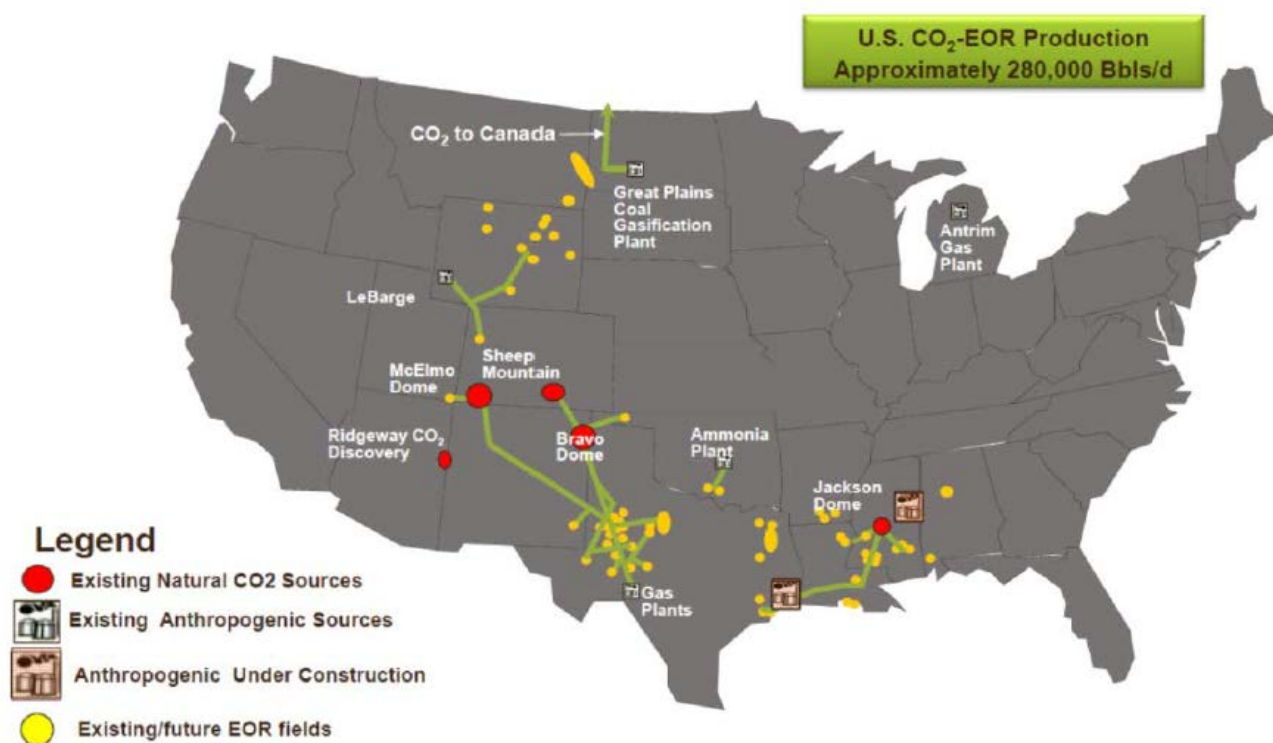 U.S. CO₂-EOR Production
Approximately 280,000 Bbls/d
CO₂ to Canada
Great Plains
Coal
Gasification
Plant
Antrim
Gas
Plant
LeBarge
McElmo
Dome
Sheep
Mountain
Ridgeway CO₂
Discovery
Bravo
Dome
Ammonia
Plant
Jackson
Dome
Gas
Plants
Legend
Existing Natural CO2 Sources
Existing Anthropogenic Sources
Anthropogenic Under Construction
Existing/future EOR fields